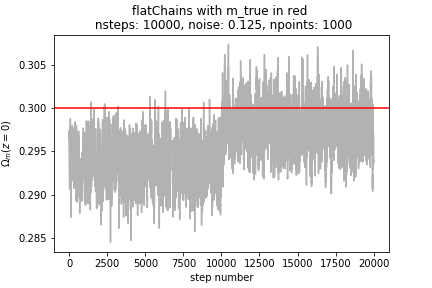 flatChains with m_true in red
nsteps: 10000, noise: 0.125, npoints: 1000
0.305
0.300
0.295
0.290
0.285
Ωm(z = 0)
0 2500 5000 7500 10000 12500 15000 17500 20000
step number